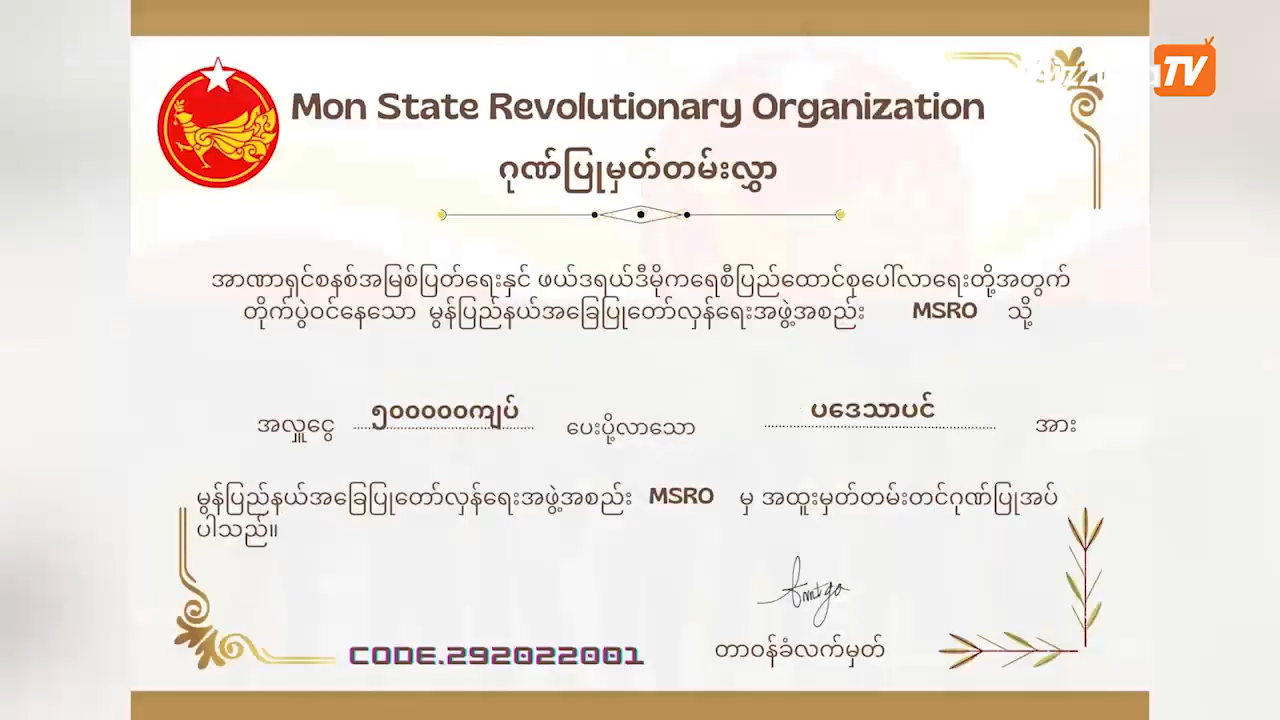 TV
Mon State Revolutionary Organization
ဂုဏ်ပြုမှတ်တမ်းလွှာ
အာဏာရှင်စနစ်အမြစ်ပြတ်ရေးနှင့် ဖယ်ဒရယ်ဒီမိုကရေစီပြည်ထောင်စုပေါ်လာရေးတို့အတွက်
တိုက်ပွဲဝင်နေသော မွန်ပြည်နယ်အခြေပြုတော်လှန်ရေးအဖွဲ့အစည်း MSRO သို့
အလှူငွေ ၅၀၀၀၀၀ကျပ် ပေးပို့လာသော ပဒေသာပင် အား
မွန်ပြည်နယ်အခြေပြုတော်လှန်ရေးအဖွဲ့အစည်း MSRO မှ အထူးမှတ်တမ်းတင်ဂုဏ်ပြုအပ်
ပါသည်။
CODE.292022001
တာဝန်ခံလက်မှတ်